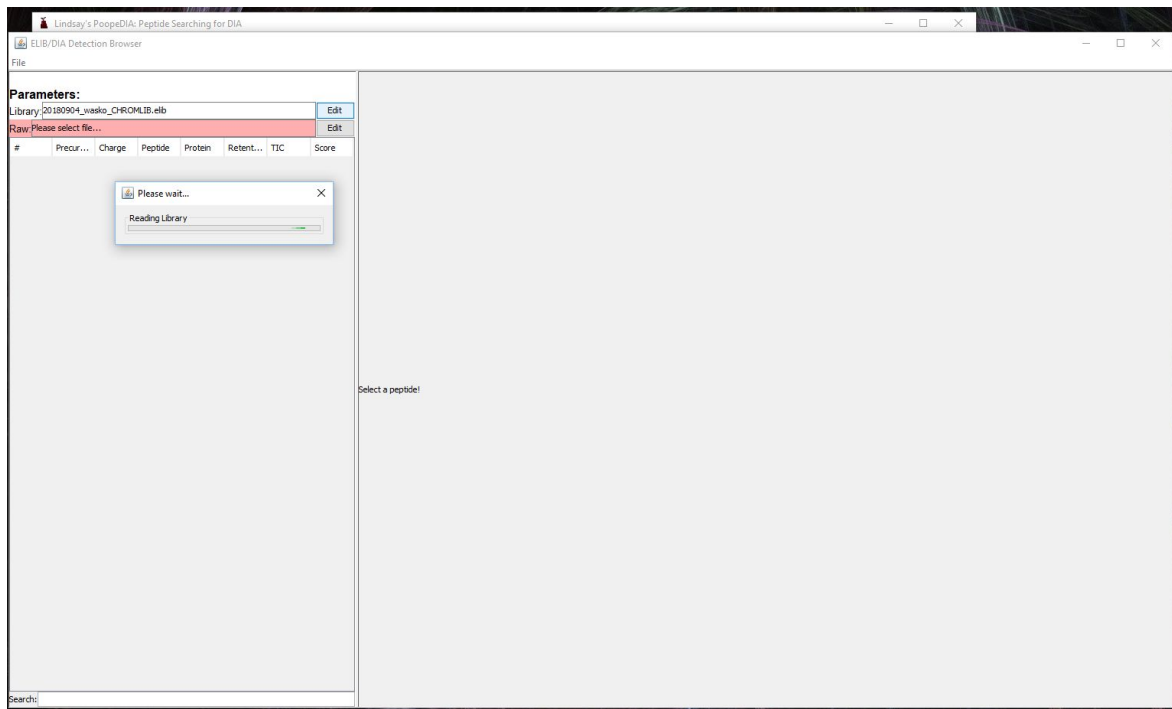 Lindsay's PoopeDIA: Peptide Searching for DIA
ELIB/DIA Detection Browser
File
Parameters:
Library: 20180904_wasko_CHROMLIB.elib Edit
Raw: Please select file... Edit
# Precur... Charge Peptide Protein Retent... TIC Score
Please wait...
Reading Library
Select a peptide!
Search: